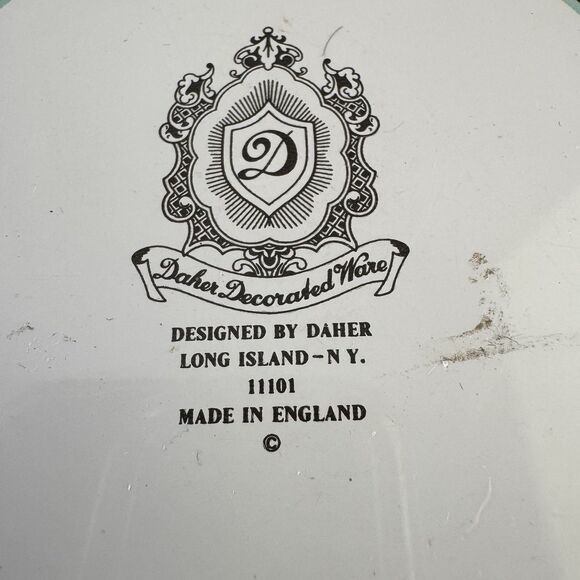 D
Daher Decorated Ware
DESIGNED BY DAHER
LONG ISLAND-N Y.
11101
MADE IN ENGLAND
©